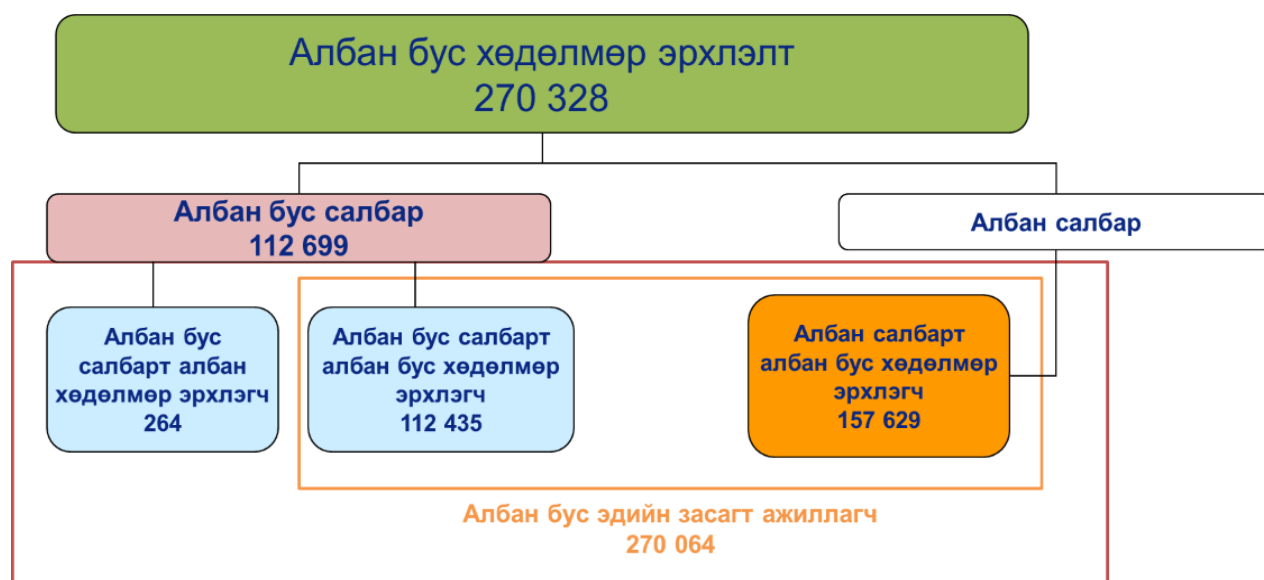 Албан бус хөдөлмөр эрхлэлт
270 328
Албан бус салбар
112 699
Албан салбар
Албан бус
салбарт албан
хөдөлмөр эрхлэгч
264
Албан бус салбарт
албан бус хөдөлмөр
эрхлэгч
112 435
Албан салбарт
албан бус хөдөлмөр
эрхлэгч
157 629
Албан бус эдийн засагт ажиллагч
270 064